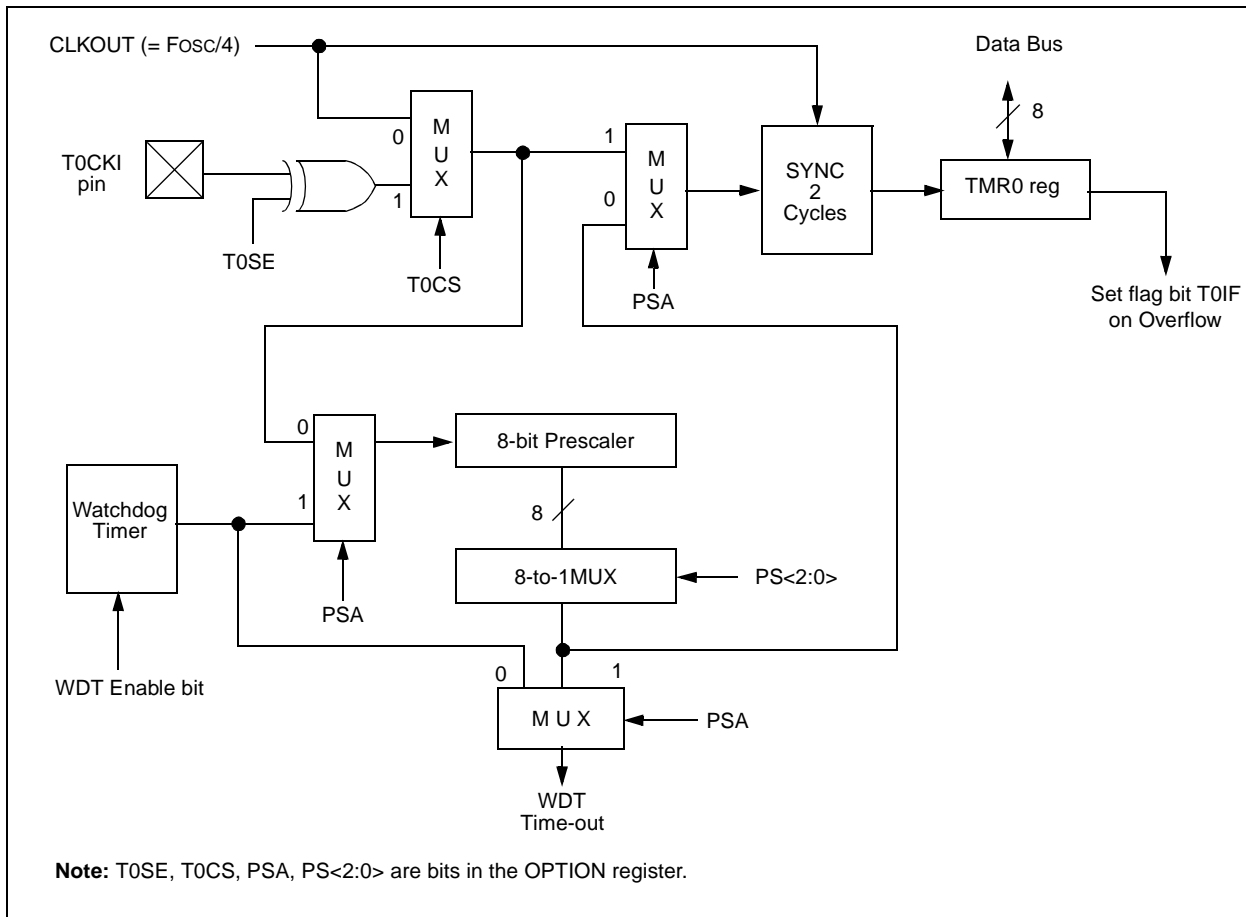 CLKOUT (= FOSC/4)
Data Bus
8
T0CKI
pin
0
1
M
U
X
T0SE
T0CS
1
0
M
U
X
PSA
SYNC
2
Cycles
TMR0 reg
Set flag bit T0IF
on Overflow
0
1
M
U
X
PSA
8-bit Prescaler
8
Watchdog
Timer
8-to-1MUX
PS<2:0>
WDT Enable bit
0
1
M U X
PSA
WDT
Time-out
Note: T0SE, T0CS, PSA, PS<2:0> are bits in the OPTION register.